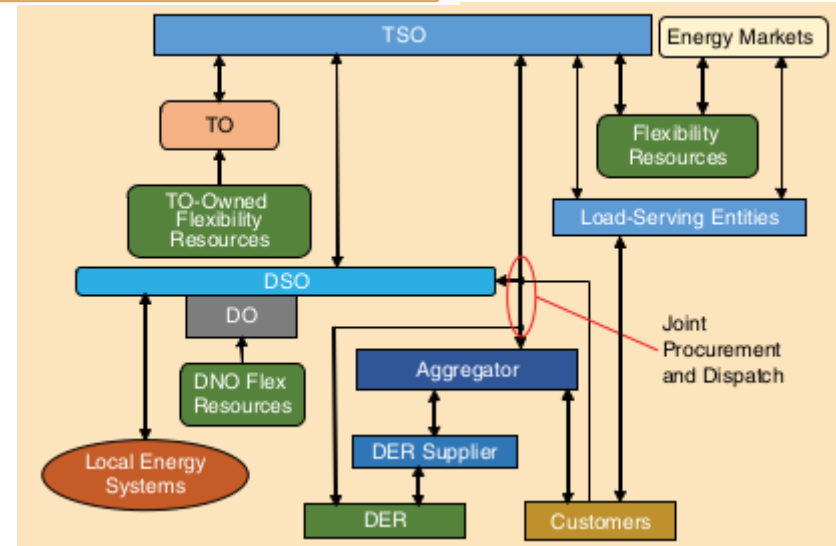 TSO
Energy Markets
TO
Flexibility
Resources
TO-Owned
Flexibility
Resources
Load-Serving Entities
DSO
DO
Joint
Procurement
and Dispatch
Aggregator
DNO Flex
Resources
DER Supplier
Local Energy
Systems
DER
Customers